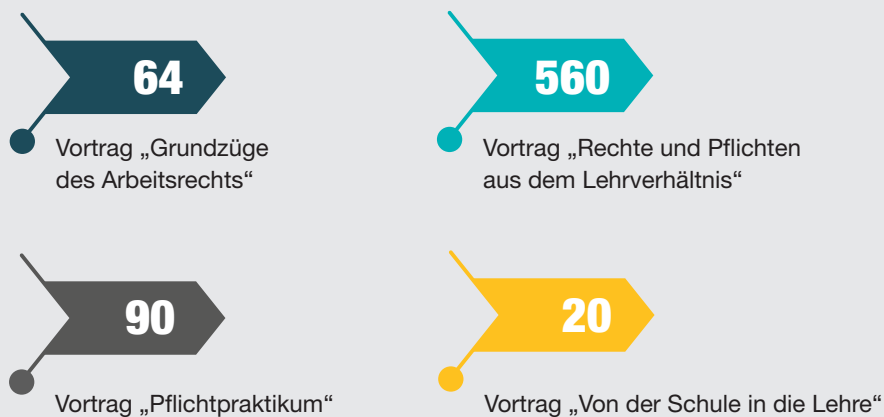 64
Vortrag „Grundzüge
des Arbeitsrechts“
560
Vortrag „Rechte und Pflichten
aus dem Lehrverhältnis“
90
Vortrag „Pflichtpraktikum“
20
Vortrag „Von der Schule in die Lehre“